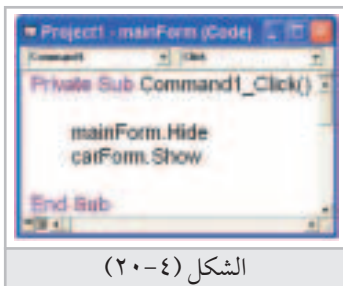 Project1 - mainForm (Code)
Command1 Click
Private Sub Command1_Click()
mainForm.Hide
carForm.Show
End Sub
الشكل (٤-٢٠)